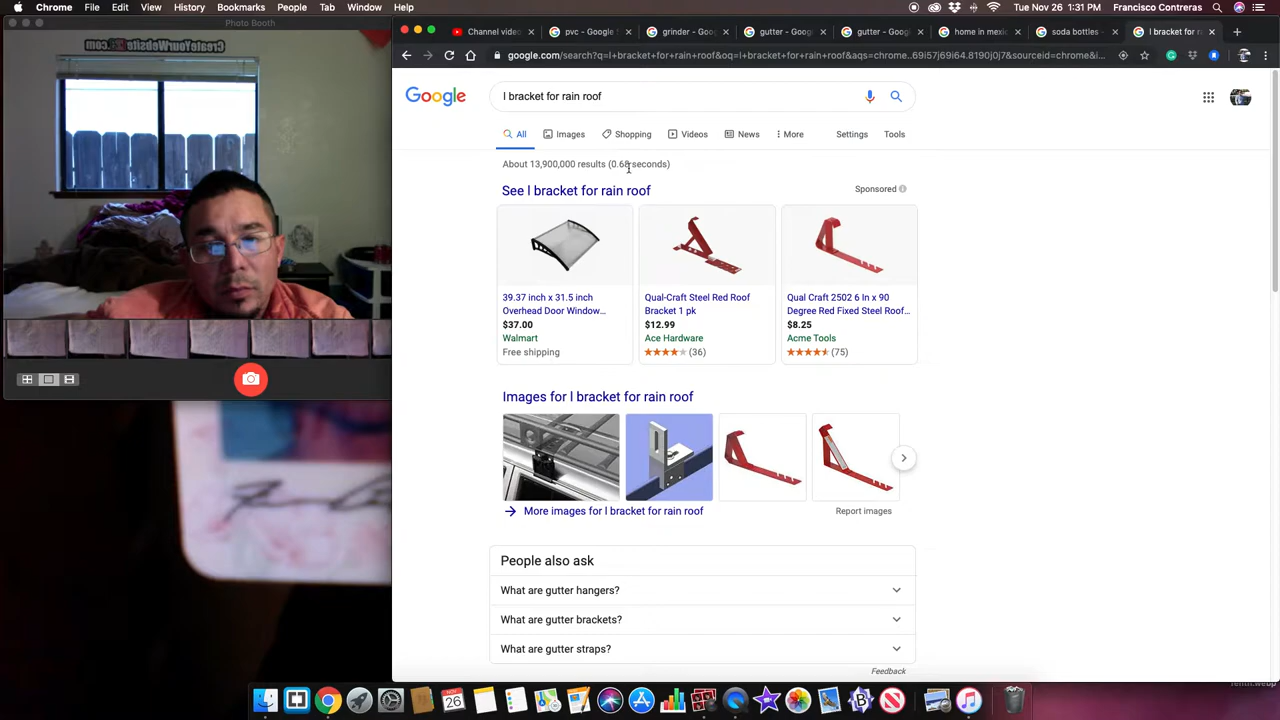 Chrome File Edit View History Bookmarks People Tab Window Help
Francisco Contreras
Tue Nov 26 1:31 PM
Photo Booth
CreateYourWebsite
.com
Channel video
pvc - Google
grinder - Goo
gutter - Goog
gutter - Goog
home in mexic
soda bottles -
l bracket for ra
google.com/search?q=l+bracket+for+rain+roof&oq=l+bracket+for+rain+roof&aqs=chrome..69i57j69i64.8190j0j7&sourceid=chrome&i...
Google
l bracket for rain roof
All Images Shopping Videos News More Settings Tools
About 13,900,000 results (0.68 seconds)
See l bracket for rain roof
Sponsored
39.37 inch x 31.5 inch
Overhead Door Window...
$37.00
Walmart
Free shipping
Qual-Craft Steel Red Roof
Bracket 1 pk
$12.99
Ace Hardware
(36)
Qual Craft 2502 6 In x 90
Degree Red Fixed Steel Roof...
$8.25
Acme Tools
(75)
Images for l bracket for rain roof
More images for l bracket for rain roof
Report images
People also ask
What are gutter hangers?
What are gutter brackets?
What are gutter straps?
Feedback
NOV
26